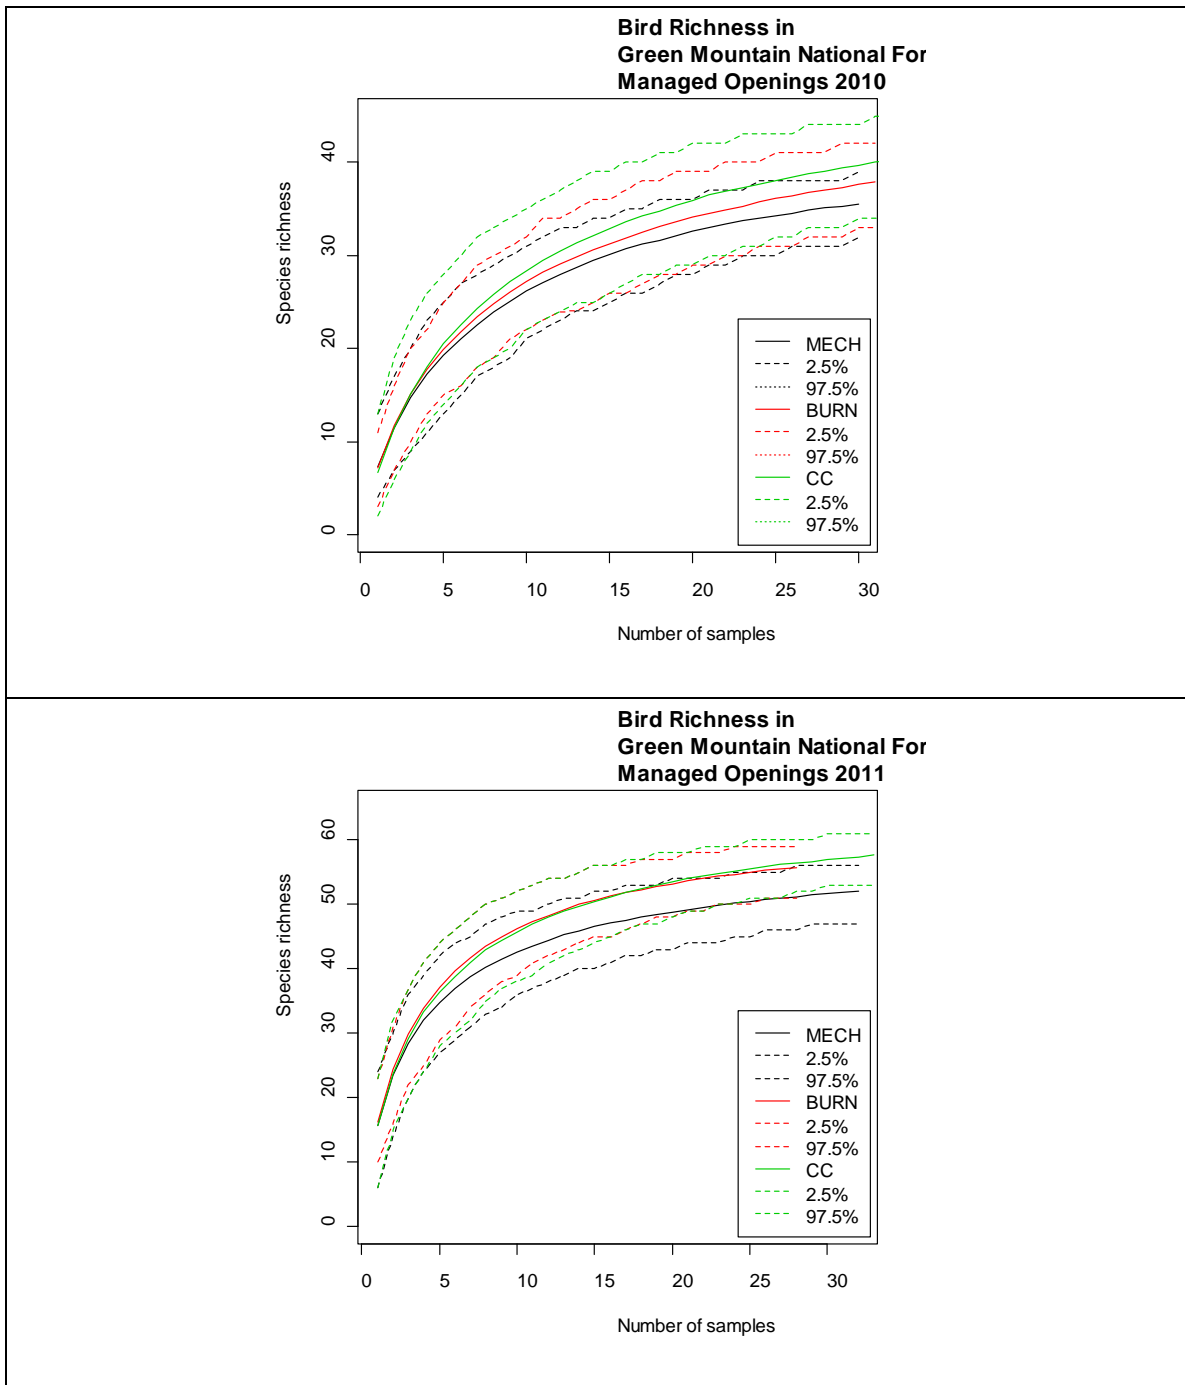 Bird Richness in
Green Mountain National For
Managed Openings 2010
Species richness
40
30
20
10
0
MECH
2.5%
97.5%
BURN
2.5%
97.5%
CC
2.5%
97.5%
0 5 10 15 20 25 30
Number of samples
Bird Richness in
Green Mountain National For
Managed Openings 2011
Species richness
60
50
40
30
20
10
0
MECH
2.5%
97.5%
BURN
2.5%
97.5%
CC
2.5%
97.5%
0 5 10 15 20 25 30
Number of samples